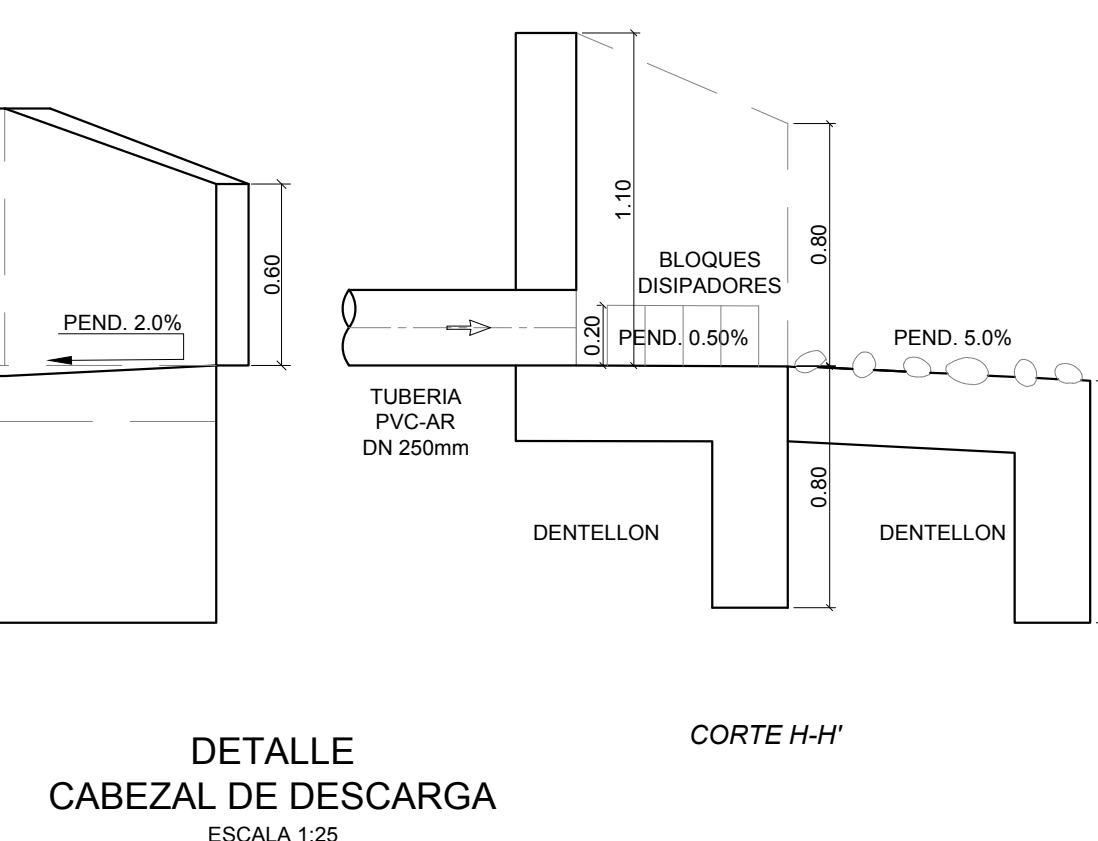 1.10
0.80
BLOQUES
DISIPADORES
0.60
PEND. 2.0%
0.20
PEND. 0.50%
PEND. 5.0%
TUBERIA
PVC-AR
DN 250mm
0.80
DENTELLON
DENTELLON
CORTE H-H'
DETALLE
CABEZAL DE DESCARGA
ESCALA 1:25